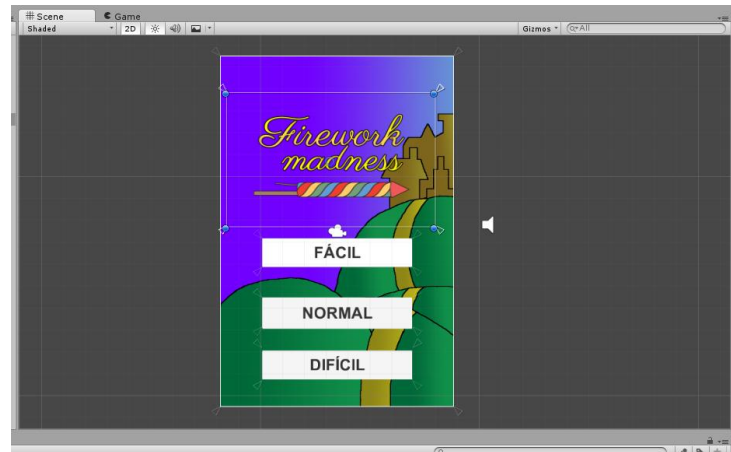 Scene
Game
Shaded
2D
Gizmos
All
Firework
madness
FÁCIL
NORMAL
DIFÍCIL